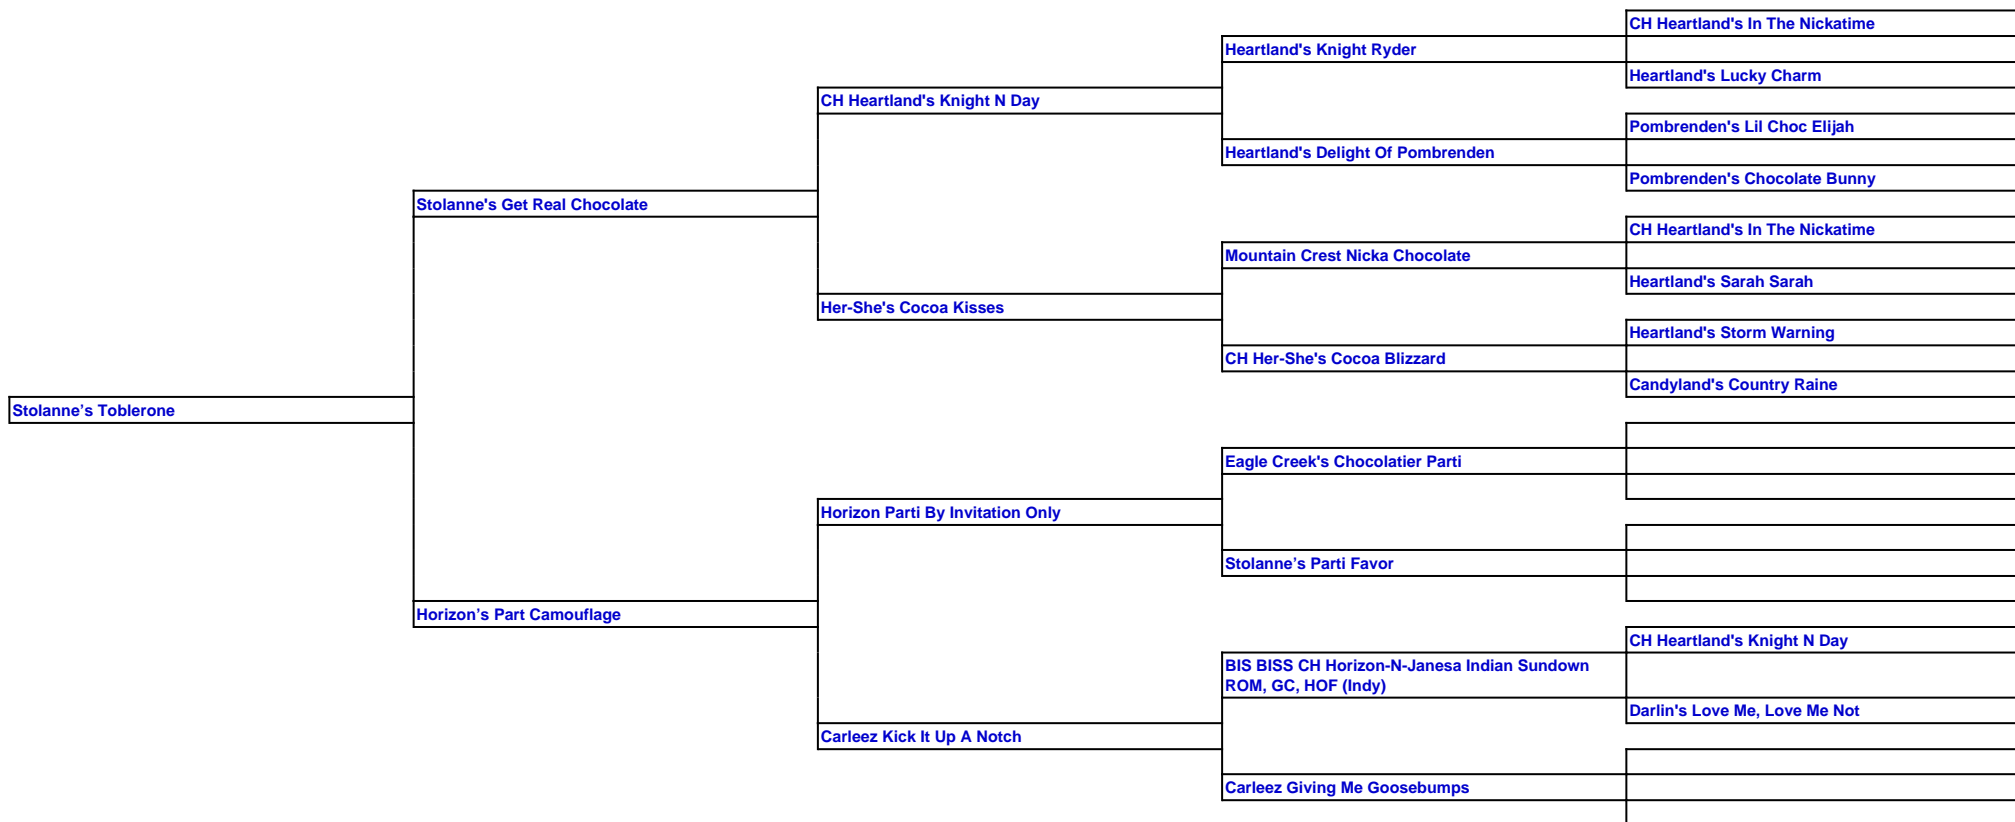 CH Heartland's In The Nickatime
Heartland's Knight Ryder
Heartland's Lucky Charm
CH Heartland's Knight N Day
Pombrenden's Lil Choc Elijah
Heartland's Delight Of Pombrenden
Pombrenden's Chocolate Bunny
Stolanne's Get Real Chocolate
CH Heartland's In The Nickatime
Mountain Crest Nicka Chocolate
Heartland's Sarah Sarah
Her-She's Cocoa Kisses
Heartland's Storm Warning
CH Her-She's Cocoa Blizzard
Candyland's Country Raine
Stolanne’s Toblerone
Eagle Creek's Chocolatier Parti
Horizon Parti By Invitation Only
Stolanne’s Parti Favor
Horizon’s Part Camouflage
CH Heartland's Knight N Day
BIS BISS CH Horizon-N-Janesa Indian Sundown
ROM, GC, HOF (Indy)
Darlin's Love Me, Love Me Not
Carleez Kick It Up A Notch
Carleez Giving Me Goosebumps